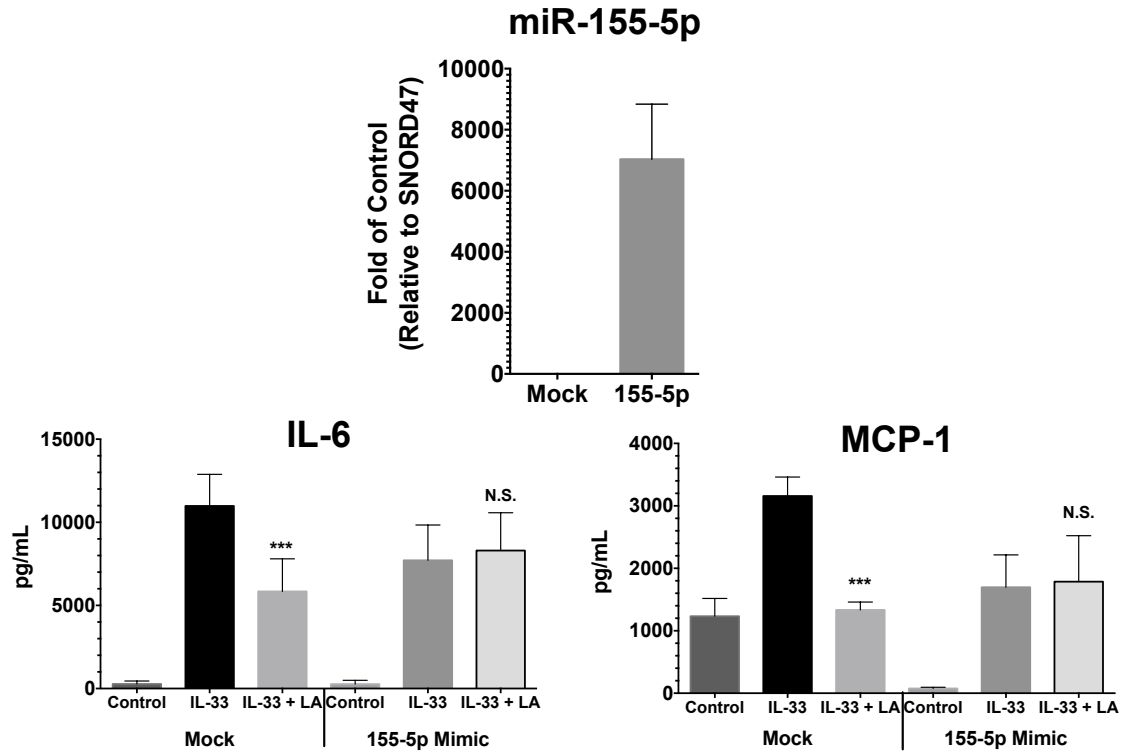 miR-155-5p
Fold of Control
(Relative to SNORD47)
10000
8000
6000
4000
2000
0
Mock 155-5p
IL-6
pg/mL
15000
10000
5000
0
***
N.S.
Control IL-33 IL-33 + LA Control IL-33 IL-33 + LA
Mock 155-5p Mimic
MCP-1
pg/mL
4000
3000
2000
1000
0
***
N.S.
Control IL-33 IL-33 + LA Control IL-33 IL-33 + LA
Mock 155-5p Mimic